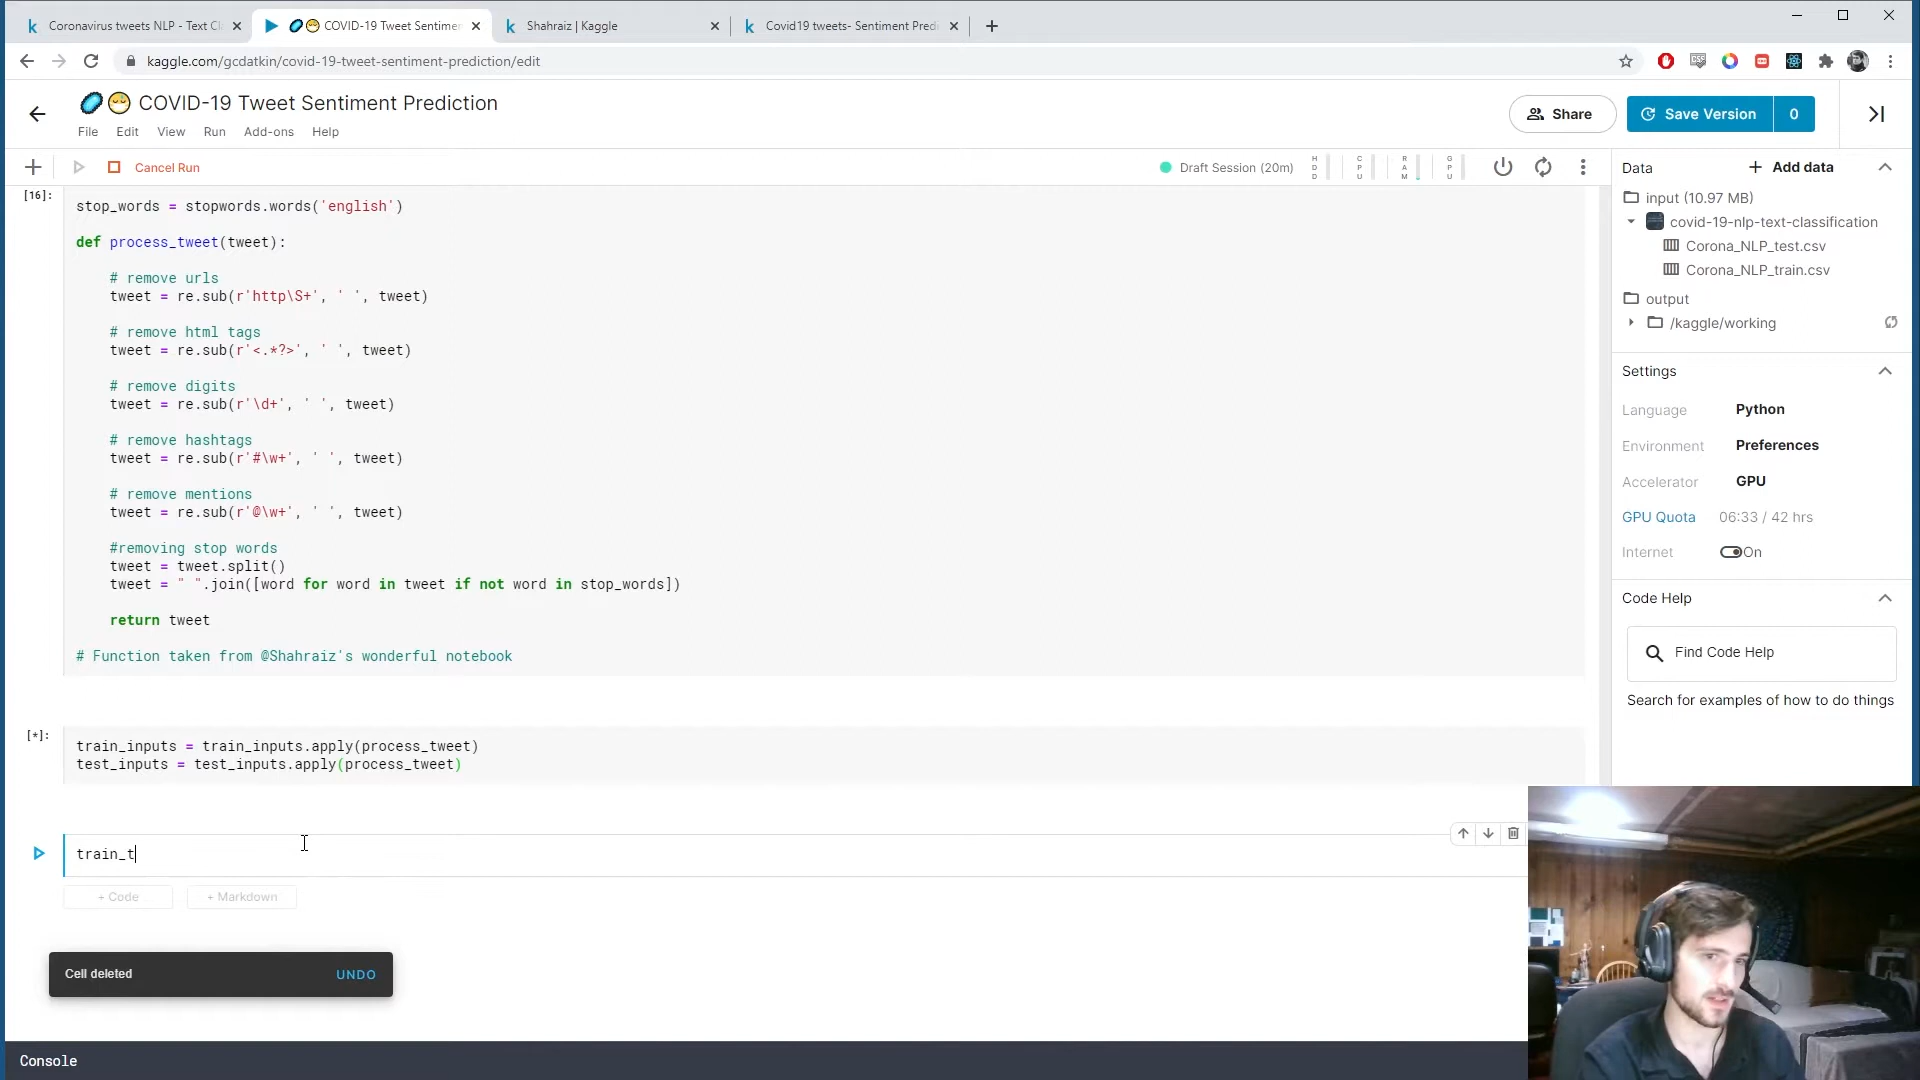 Coronavirus tweets NLP - Text Cl
COVID-19 Tweet Sentimen
Shahraiz | Kaggle
Covid19 tweets- Sentiment Predi
kaggle.com/gcdatkin/covid-19-tweet-sentiment-prediction/edit
COVID-19 Tweet Sentiment Prediction
File Edit View Run Add-ons Help
Share
Save Version 0
Cancel Run
Draft Session (20m)
HDD
CPU
RAM
GPU
[16]:
stop_words = stopwords.words('english')
def process_tweet(tweet):
# remove urls
tweet = re.sub(r'http\S+', ' ', tweet)
# remove html tags
tweet = re.sub(r'<.*?>', ' ', tweet)
# remove digits
tweet = re.sub(r'\d+', ' ', tweet)
# remove hashtags
tweet = re.sub(r'#\w+', ' ', tweet)
# remove mentions
tweet = re.sub(r'@\w+', ' ', tweet)
#removing stop words
tweet = tweet.split()
tweet = " ".join([word for word in tweet if not word in stop_words])
return tweet
# Function taken from @Shahraiz's wonderful notebook
[*]:
train_inputs = train_inputs.apply(process_tweet)
test_inputs = test_inputs.apply(process_tweet)
train_t
+ Code
+ Markdown
Cell deleted
UNDO
Console
Data
+ Add data
input (10.97 MB)
covid-19-nlp-text-classification
Corona_NLP_test.csv
Corona_NLP_train.csv
output
/kaggle/working
Settings
Language Python
Environment Preferences
Accelerator GPU
GPU Quota 06:33 / 42 hrs
Internet On
Code Help
Find Code Help
Search for examples of how to do things